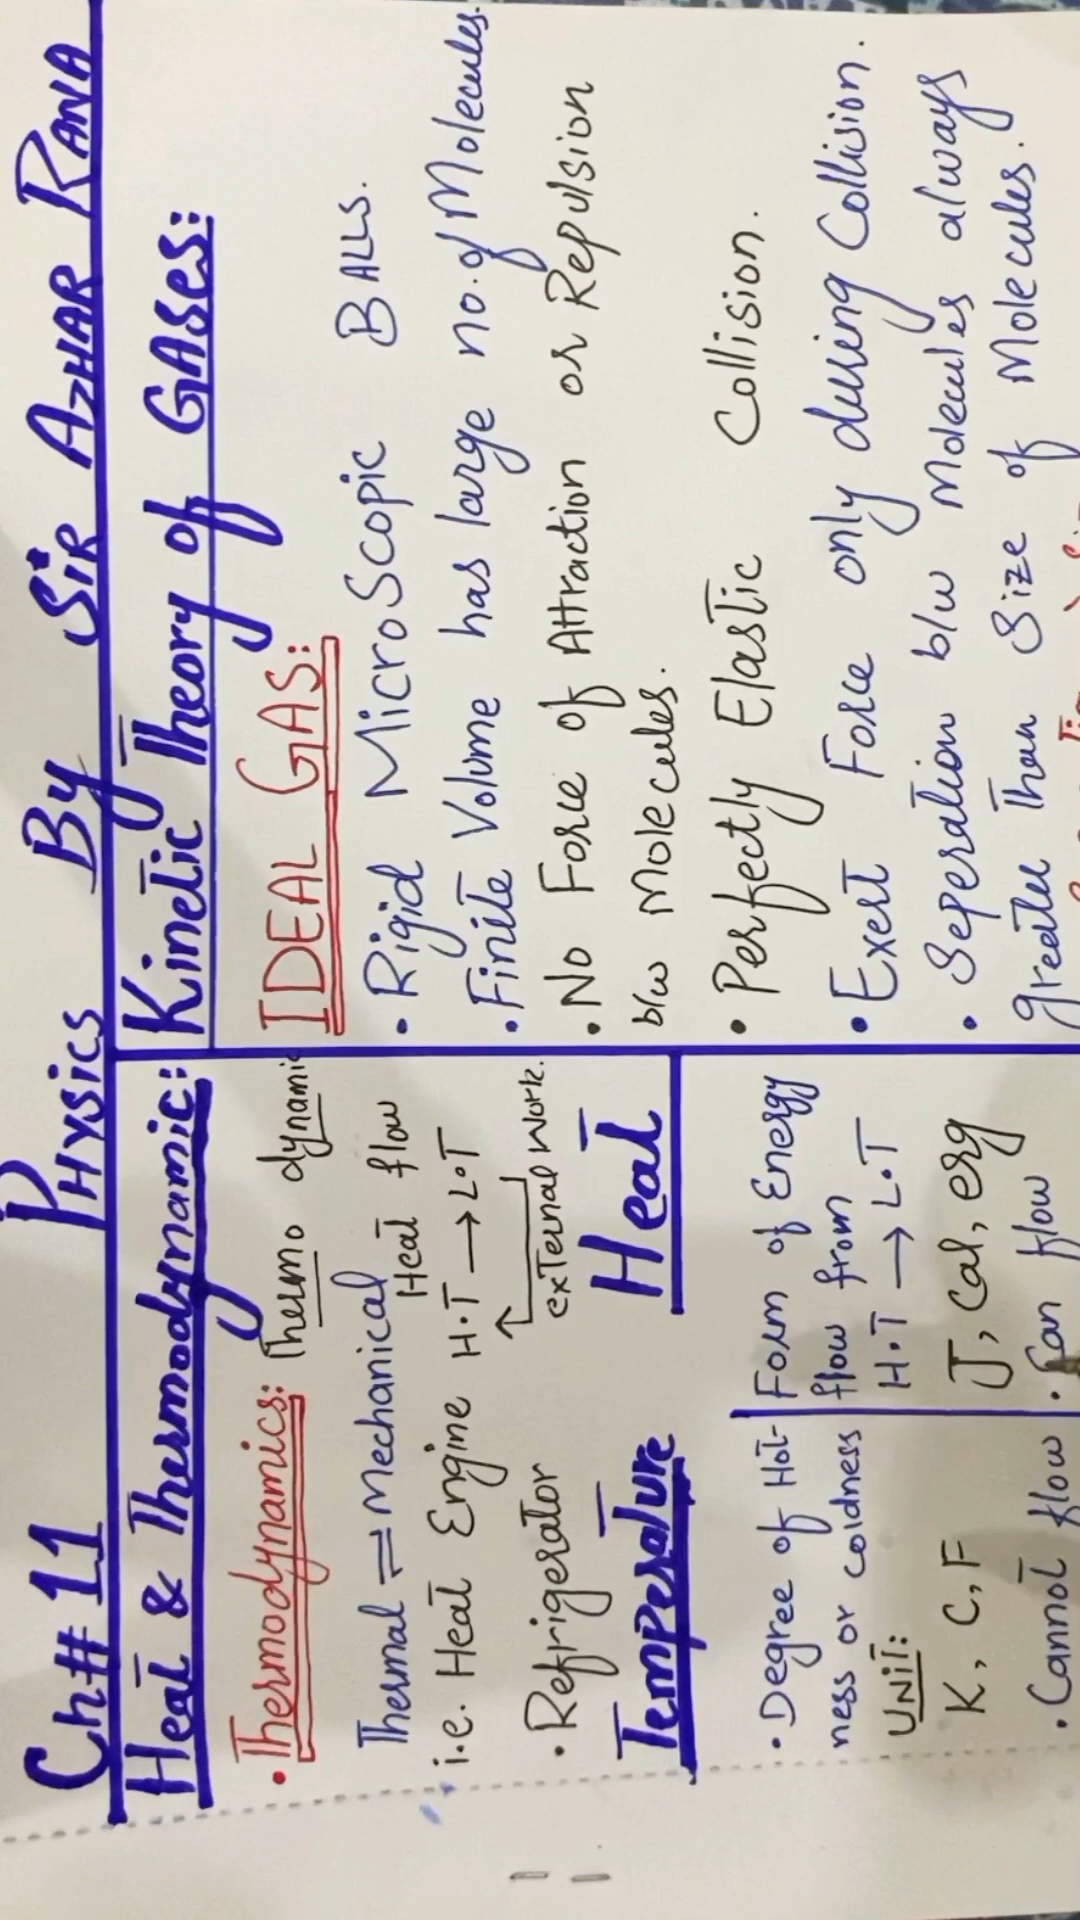 Ch# 11 PHYSICS By SIR AZHAR RANA
Heat & Thermodynamic:
• Thermodynamics: Thermo dynamic
Thermal ⇌ Mechanical
Heat flow
i.e. Heat Engine H.T → L.T
• Refrigerator
external work.
Temperature
Heat
• Degree of Hot-
ness or coldness
UNIT:
K, C, F
• Cannot flow
Form of Energy
flow from
H.T → L.T
J, Cal, erg
• Can flow
Kinetic Theory of GASes:
IDEAL GAS:
• Rigid MicroScopic BALLS.
• Finite Volume has large no. of Molecules.
• No Force of Attraction or Repulsion
b/w Molecules.
• Perfectly Elastic Collision.
• Exert Force only during Collision.
• Seperation b/w Molecules always
greater than Size of Molecules.